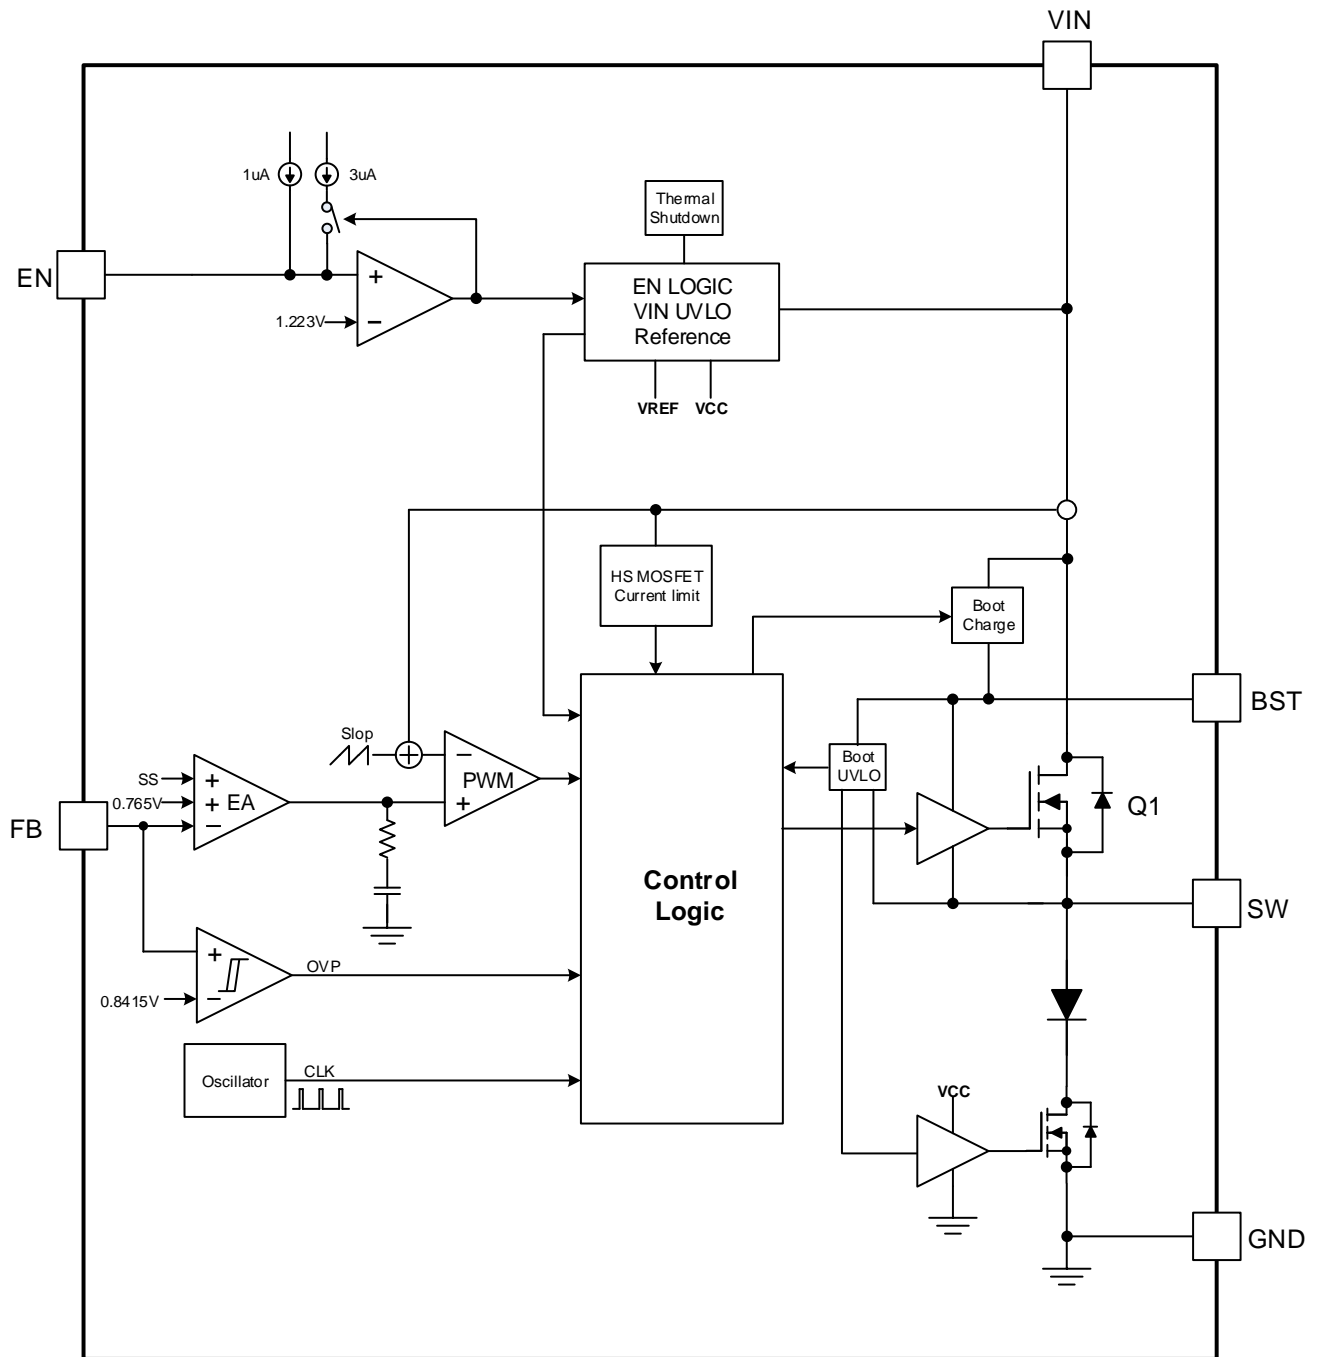 VIN
1uA
3uA
Thermal
Shutdown
EN
+
1.223V
−
EN LOGIC
VIN UVLO
Reference
VREF
VCC
HS MOSFET
Current limit
Boot
Charge
BST
Slop
+
−
PWM
+
Boot
UVLO
SS
+
0.765V
+
EA
−
FB
Q1
Control
Logic
SW
+
OVP
0.8415V
−
Oscillator
CLK
VCC
GND